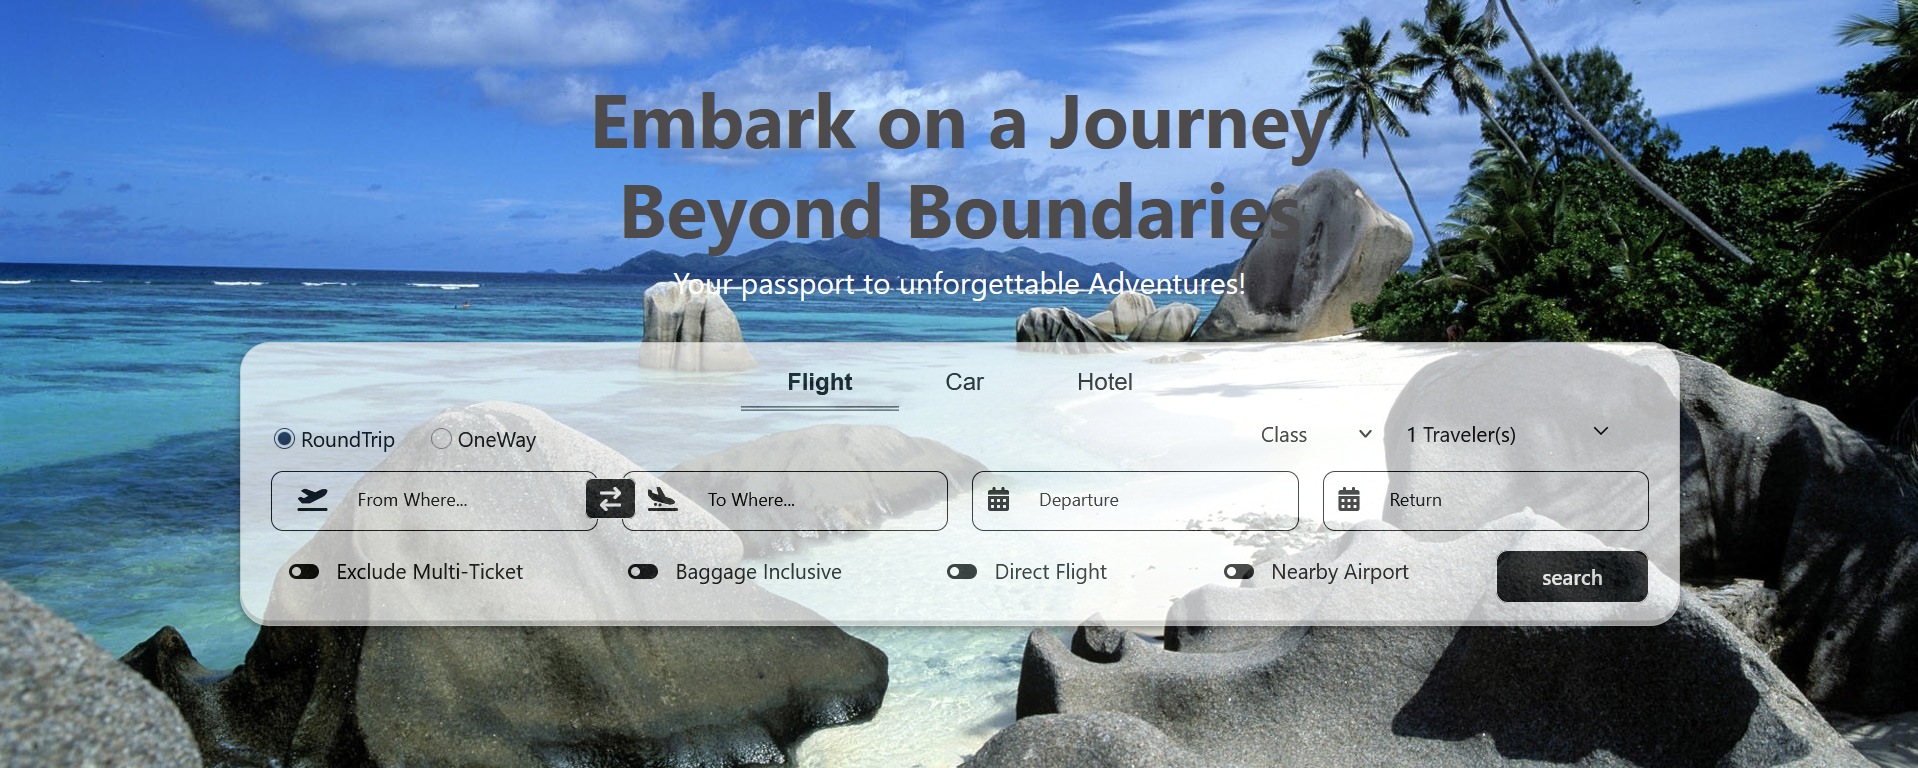 Embark on a Journey
Beyond Boundaries
Your passport to unforgettable Adventures!
Flight Car Hotel
RoundTrip OneWay Class 1 Traveler(s)
From Where... To Where... Departure Return
Exclude Multi-Ticket Baggage Inclusive Direct Flight Nearby Airport search